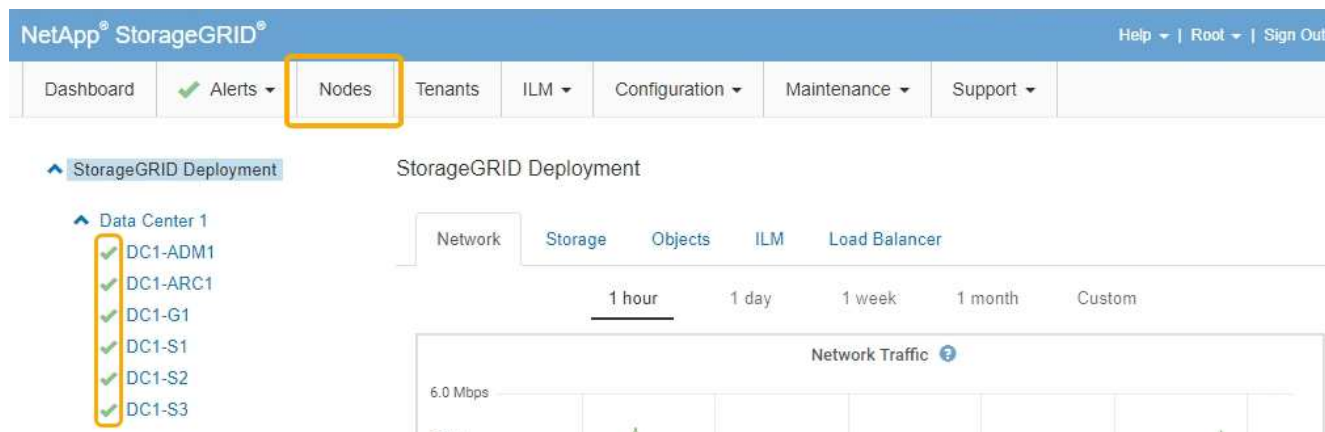 NetApp® StorageGRID®
Help | Root | Sign Out
Dashboard Alerts Nodes Tenants ILM Configuration Maintenance Support
StorageGRID Deployment
StorageGRID Deployment
Data Center 1
DC1-ADM1
DC1-ARC1
DC1-G1
DC1-S1
DC1-S2
DC1-S3
Network Storage Objects ILM Load Balancer
1 hour 1 day 1 week 1 month Custom
Network Traffic ?
6.0 Mbps